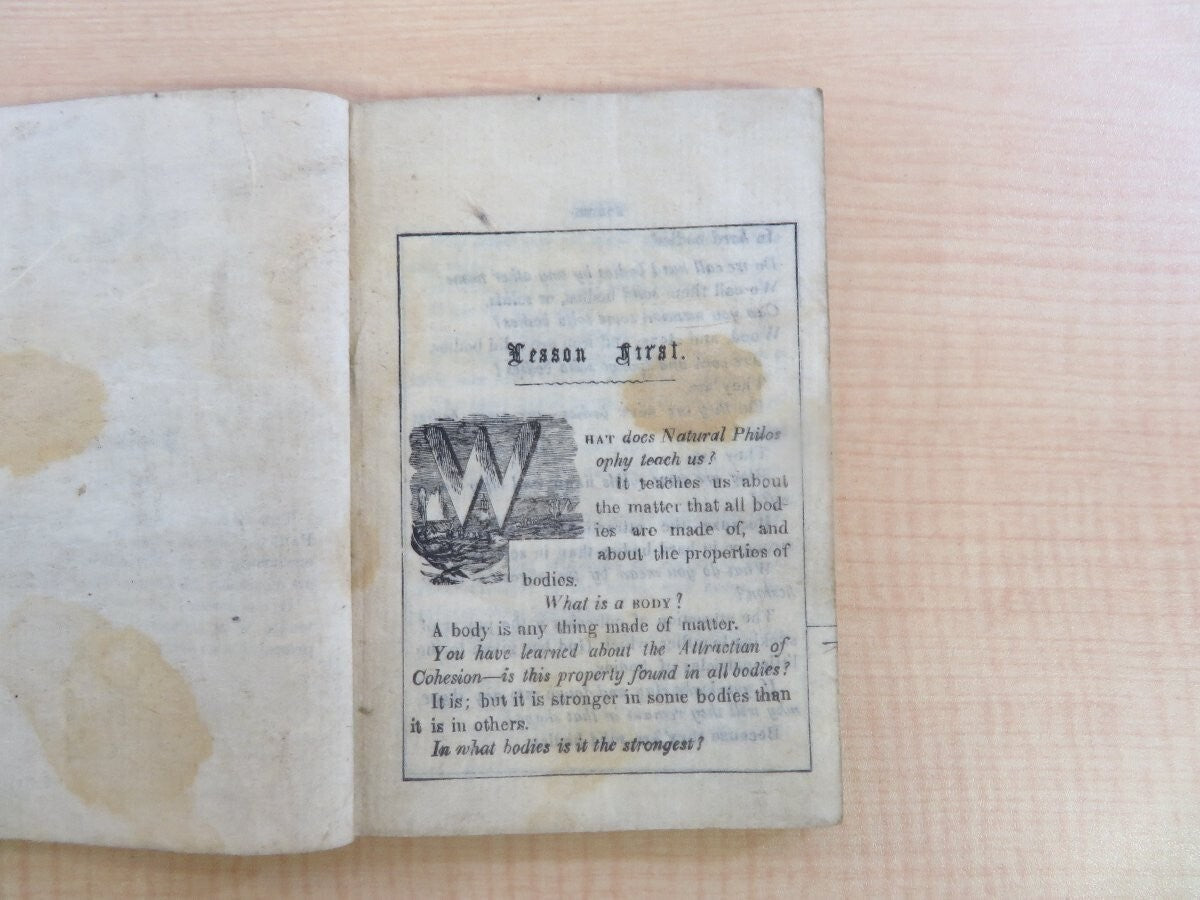 Lesson First.
WHAT does Natural Philos
ophy teach us?
It teaches us about
the matter that all bod-
ies are made of, and
about the properties of
bodies.
What is a BODY?
A body is any thing made of matter.
You have learned about the Attraction of
Cohesion—is this property found in all bodies?
It is; but it is stronger in some bodies than
it is in others.
In what bodies is it the strongest?